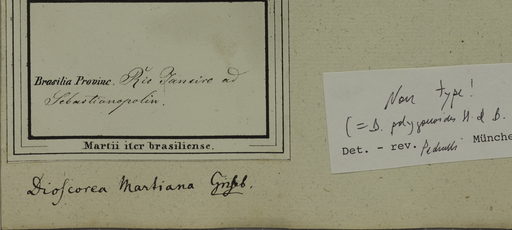 Brasilia Provinc. Rio Janeiro ad
Sebastianopolin.
Martii iter brasiliense.
Dioscorea Martiana Griseb.
Non type!
(= D. polygonoides H. & B.
Det. - rev. Pedralli Münche